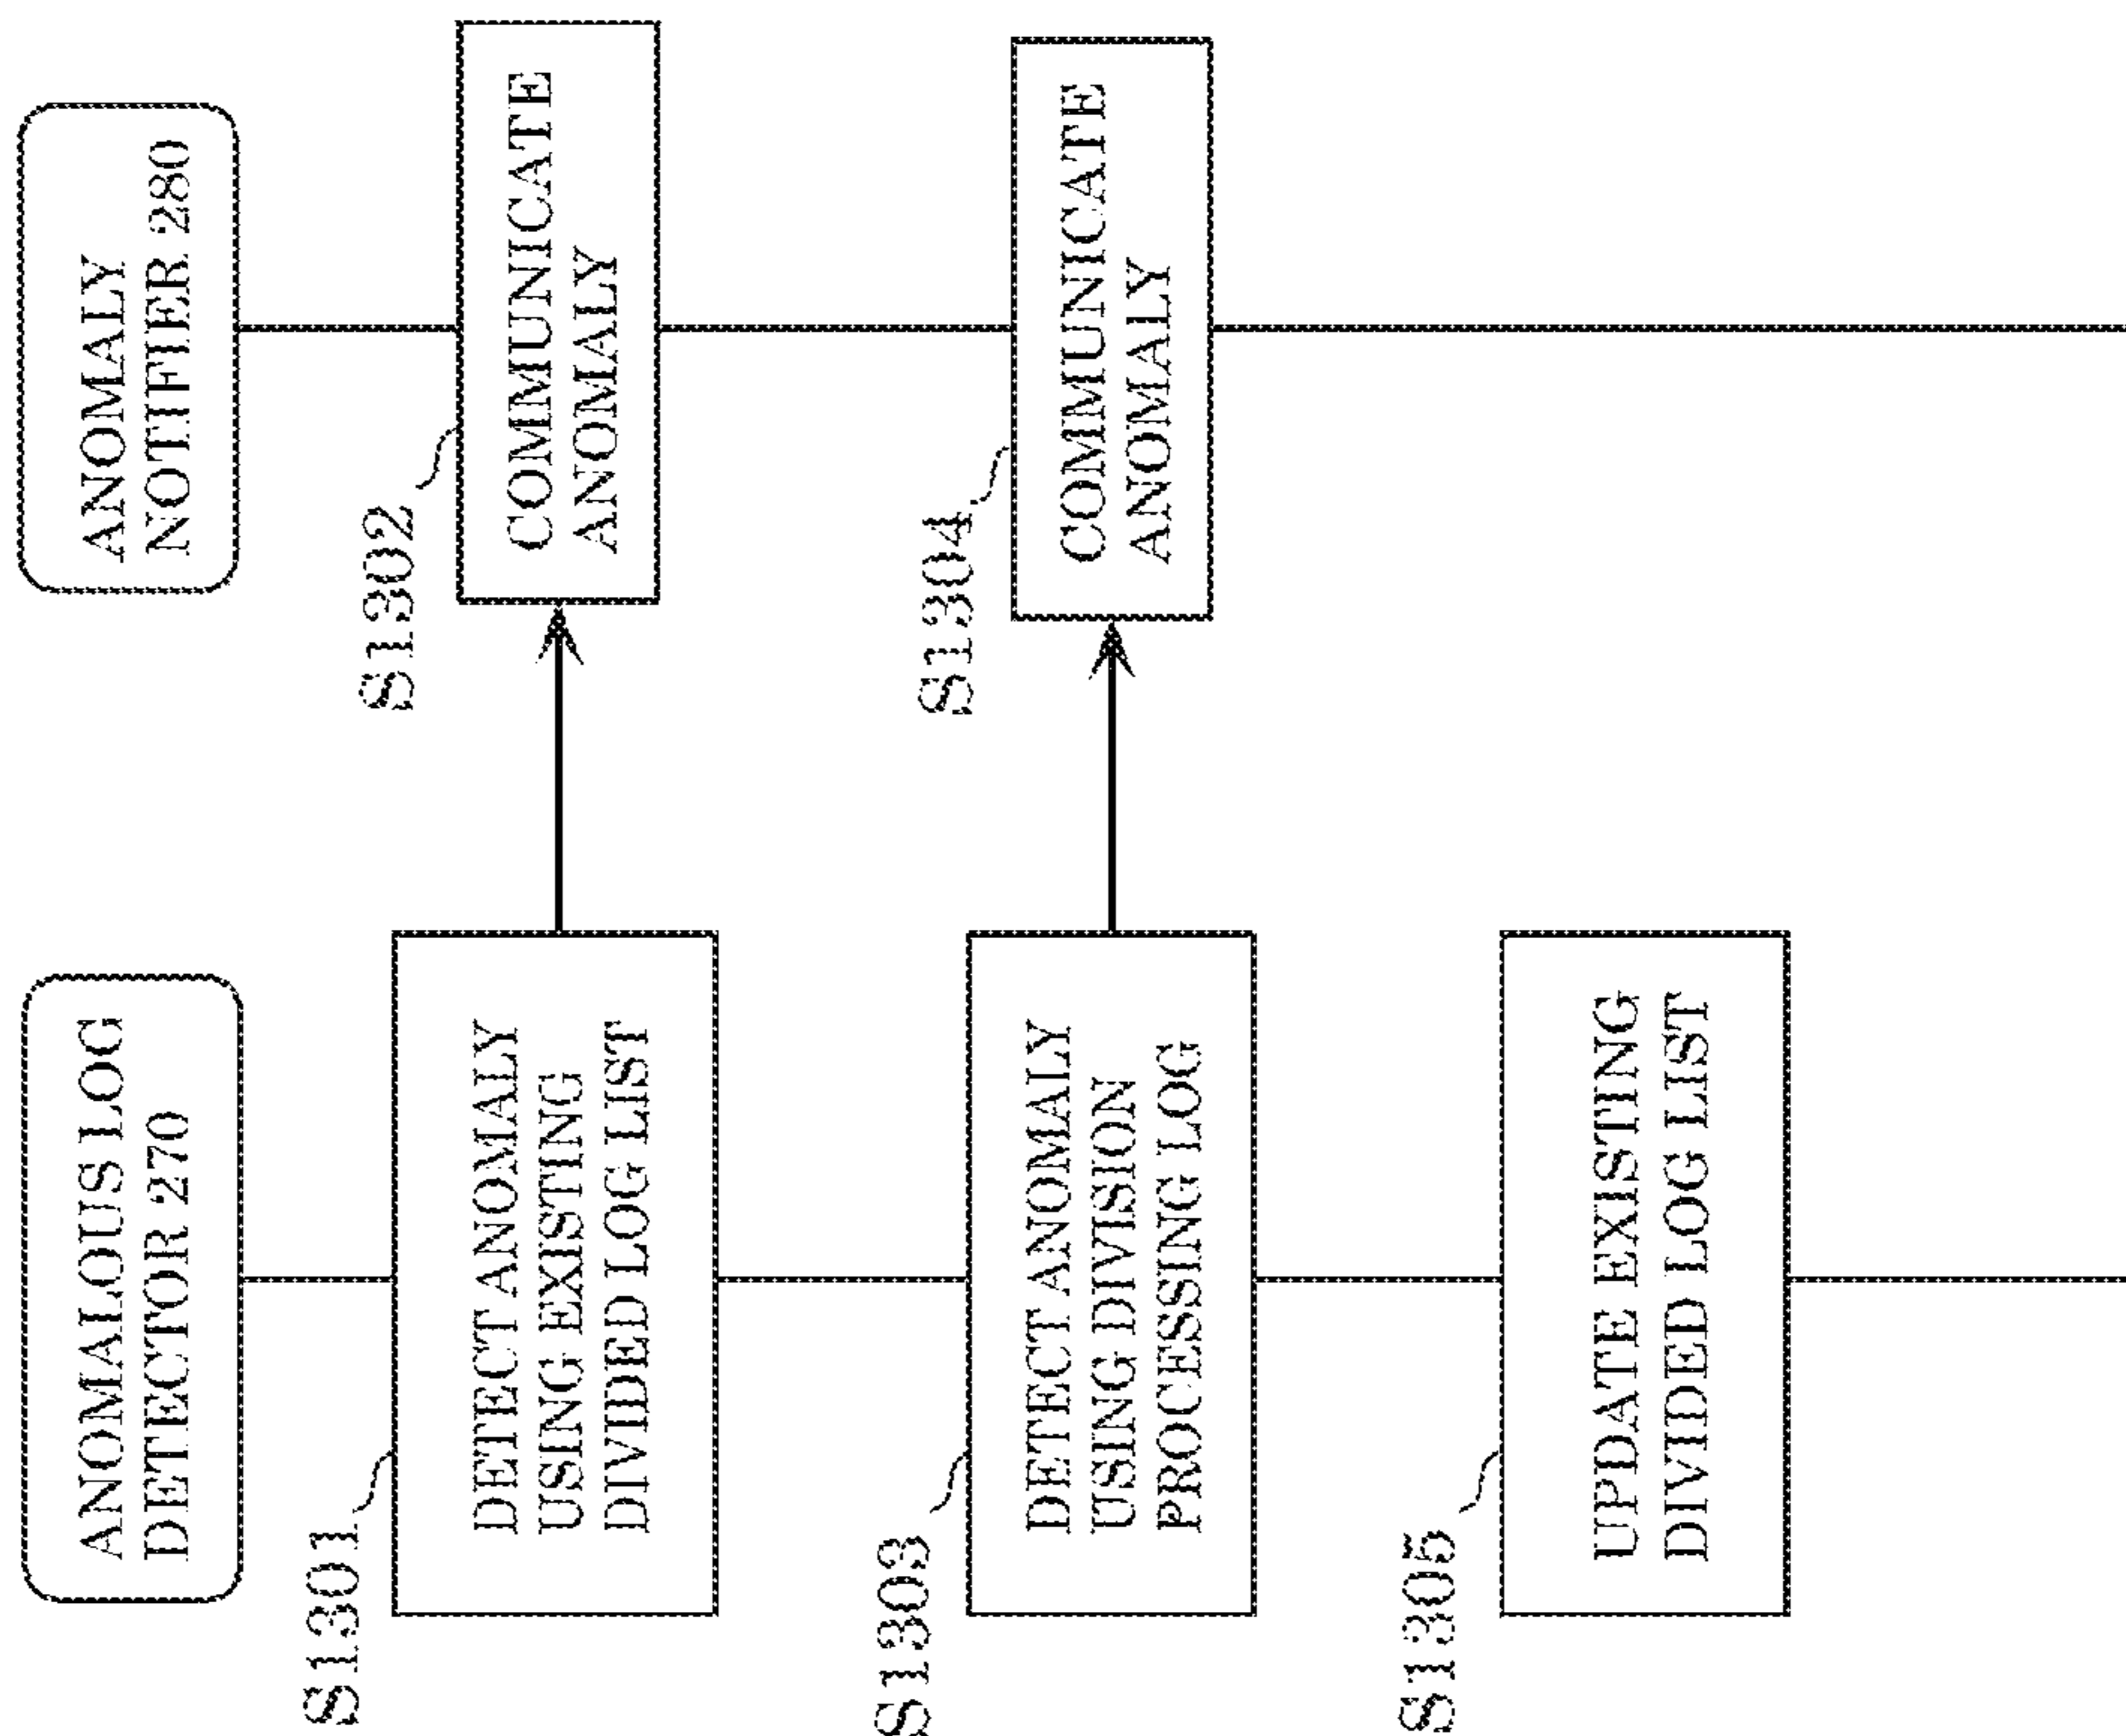 ANOMALOUS LOG
DETECTOR 270
ANOMALY
NOTIFIER 280
S1301
DETECT ANOMALY
USING EXISTING
DIVIDED LOG LIST
S1302
COMMUNICATE
ANOMALY
S1303
DETECT ANOMALY
USING DIVISION
PROCESSING LOG
S1304
COMMUNICATE
ANOMALY
S1305
UPDATE EXISTING
DIVIDED LOG LIST